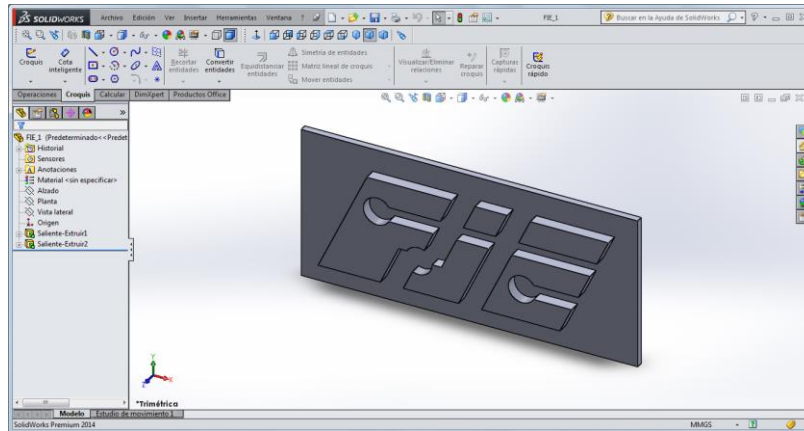 SOLIDWORKS Archivo Edición Ver Insertar Herramientas Ventana ? FIE_1 Buscar en la Ayuda de SolidWorks
Croquis Cota inteligente Recortar entidades Convertir entidades Equidistanciar entidades Simetría de entidades Matriz lineal de croquis Mover entidades Visualizar/Eliminar relaciones Reparar croquis Capturas rápidas Croquis rápido
Operaciones Croquis Calcular DimXpert Productos Office
FIE_1 (Predeterminado<<Predet
Historial
Sensores
Anotaciones
Material <sin especificar>
Alzado
Planta
Vista lateral
Origen
Saliente-Extruir1
Saliente-Extruir2
FIE
Y
X
Z
*Trimétrica
Modelo Estudio de movimiento 1
SolidWorks Premium 2014 MMGS